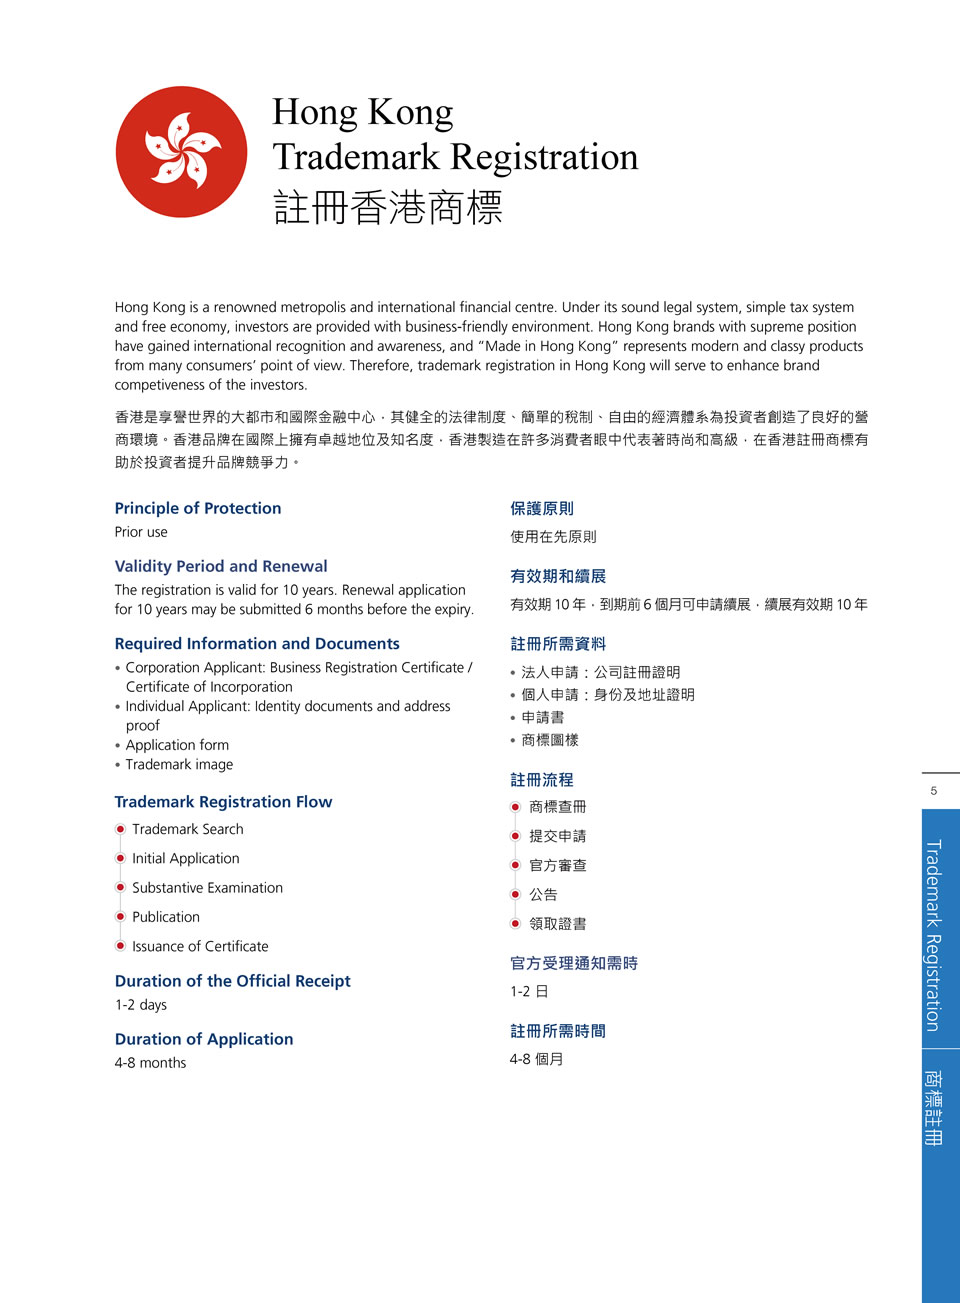 Hong Kong
Trademark Registration
註冊香港商標
Hong Kong is a renowned metropolis and international financial centre. Under its sound legal system, simple tax system
and free economy, investors are provided with business-friendly environment. Hong Kong brands with supreme position
have gained international recognition and awareness, and “Made in Hong Kong” represents modern and classy products
from many consumers’ point of view. Therefore, trademark registration in Hong Kong will serve to enhance brand
competiveness of the investors.
香港是享譽世界的大都市和國際金融中心，其健全的法律制度、簡單的稅制、自由的經濟體系為投資者創造了良好的營
商環境。香港品牌在國際上擁有卓越地位及知名度，香港製造在許多消費者眼中代表著時尚和高級，在香港註冊商標有
助於投資者提升品牌競爭力。
Principle of Protection
Prior use
Validity Period and Renewal
The registration is valid for 10 years. Renewal application
for 10 years may be submitted 6 months before the expiry.
Required Information and Documents
• Corporation Applicant: Business Registration Certificate /
Certificate of Incorporation
• Individual Applicant: Identity documents and address
proof
• Application form
• Trademark image
Trademark Registration Flow
Trademark Search
Initial Application
Substantive Examination
Publication
Issuance of Certificate
Duration of the Official Receipt
1-2 days
Duration of Application
4-8 months
保護原則
使用在先原則
有效期和續展
有效期 10 年，到期前 6 個月可申請續展，續展有效期 10 年
註冊所需資料
• 法人申請：公司註冊證明
• 個人申請：身份及地址證明
• 申請書
• 商標圖樣
註冊流程
商標查冊
提交申請
官方審查
公告
領取證書
官方受理通知需時
1-2 日
註冊所需時間
4-8 個月
5
Trademark Registration
商標註冊